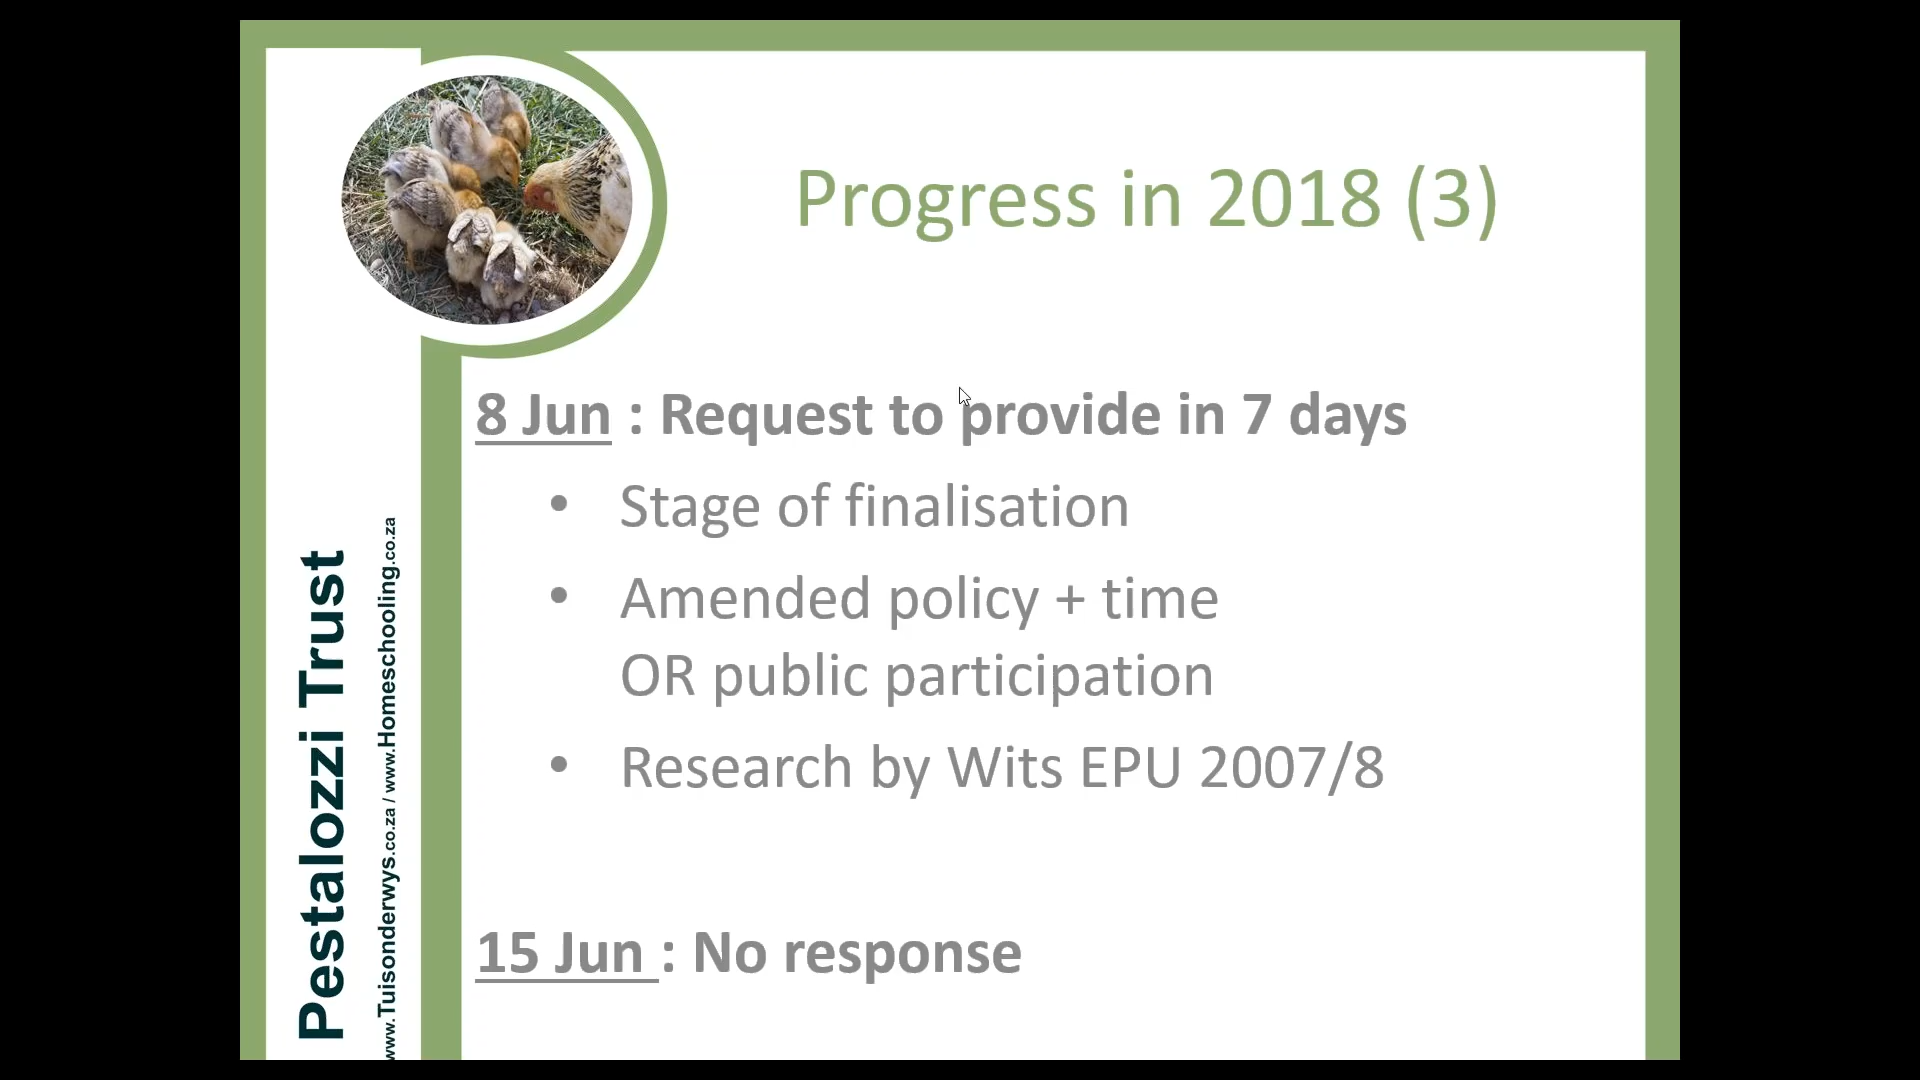 Progress in 2018 (3)
8 Jun : Request to provide in 7 days
• Stage of finalisation
• Amended policy + time
OR public participation
• Research by Wits EPU 2007/8
15 Jun : No response
Pestalozzi Trust
www.Tuisonderwys.co.za / www.Homeschooling.co.za